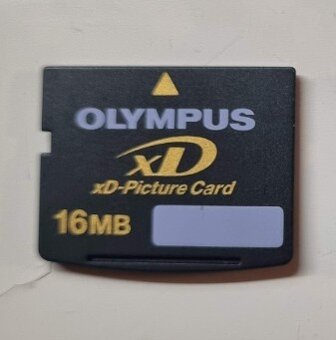 OLYMPUS
xD
xD-Picture Card
16MB